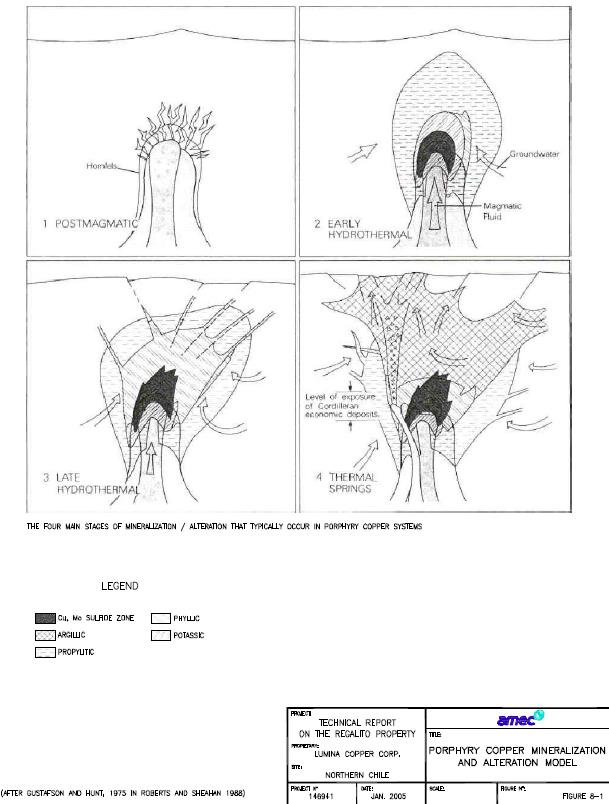 Hornfels
1 POSTMAGMATIC
Groundwater
Magmatic
Fluid
2 EARLY
HYDROTHERMAL
3 LATE
HYDROTHERMAL
Level of exposure
of Cordilleran
economic deposits
4 THERMAL
SPRINGS
THE FOUR MAIN STAGES OF MINERALIZATION / ALTERATION THAT TYPICALLY OCCUR IN PORPHYRY COPPER SYSTEMS
LEGEND
Cu, Mo SULFIDE ZONE
PHYLLIC
ARGILLIC
POTASSIC
PROPYLITIC
PROJECT:
TECHNICAL REPORT
ON THE REGALITO PROPERTY
PROPRIETARY:
LUMINA COPPER CORP.
SITE:
NORTHERN CHILE
amec
TITLE:
PORPHYRY COPPER MINERALIZATION
AND ALTERATION MODEL
PROJECT Nº
146941
DATE:
JAN. 2005
SCALE:
FIGURE Nº:
FIGURE 8-1
(AFTER GUSTAFSON AND HUNT, 1975 IN ROBERTS AND SHEAHAN 1988)